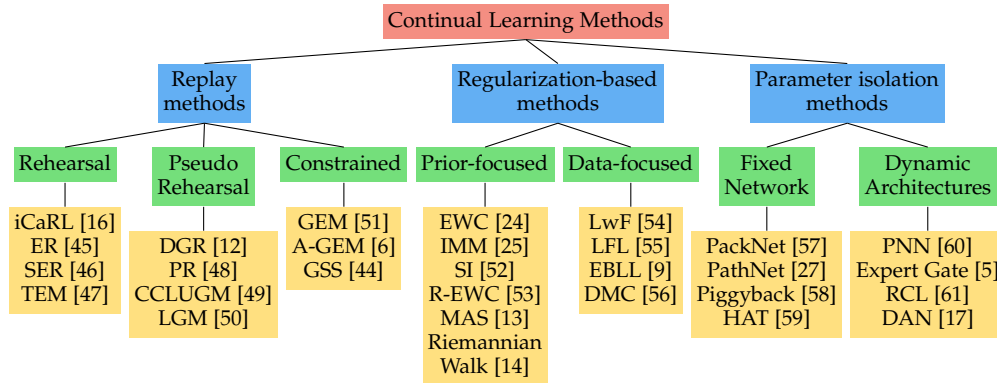 Continual Learning Methods
Replay
methods
Regularization-based
methods
Parameter isolation
methods
Rehearsal
Pseudo
Rehearsal
Constrained
Prior-focused
Data-focused
Fixed
Network
Dynamic
Architectures
iCaRL [16]
ER [45]
SER [46]
TEM [47]
DGR [12]
PR [48]
CCLUGM [49]
LGM [50]
GEM [51]
A-GEM [6]
GSS [44]
EWC [24]
IMM [25]
SI [52]
R-EWC [53]
MAS [13]
Riemannian
Walk [14]
LwF [54]
LFL [55]
EBLL [9]
DMC [56]
PackNet [57]
PathNet [27]
Piggyback [58]
HAT [59]
PNN [60]
Expert Gate [5]
RCL [61]
DAN [17]